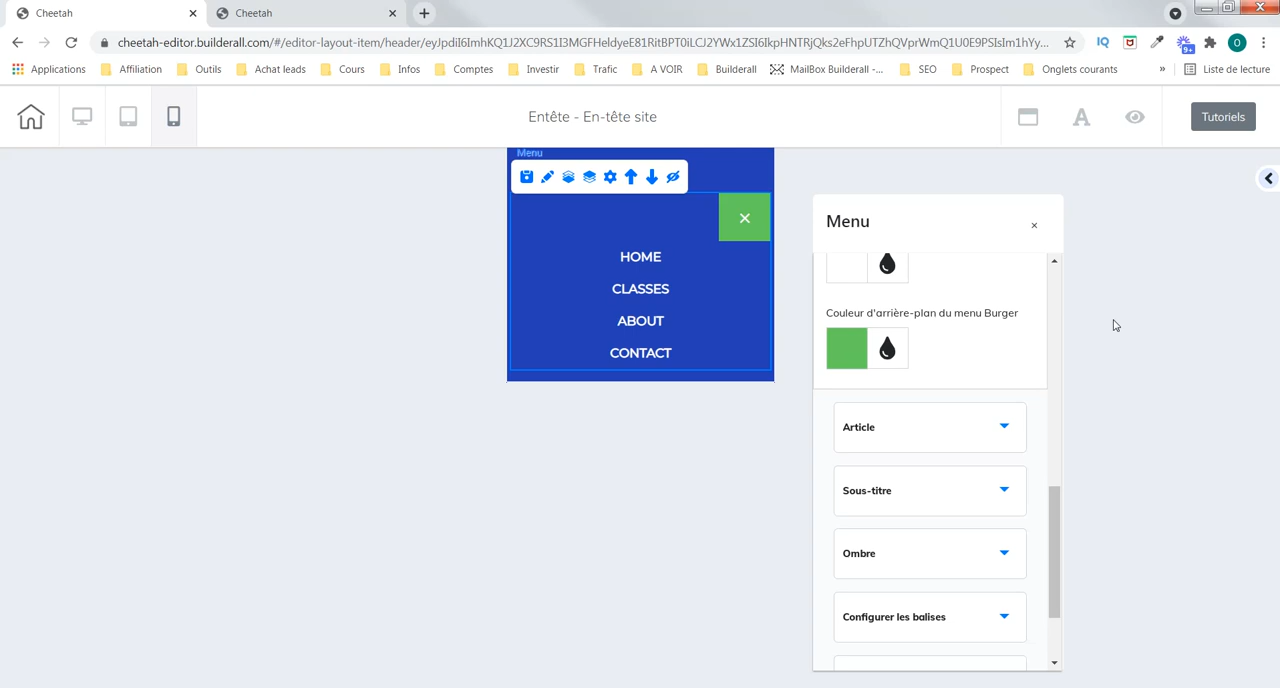 Cheetah
Cheetah
cheetah-editor.builderall.com/#/editor-layout-item/header/eyJpdiI6ImhKQ1J2XC9RS1I3MGFHeldyeE81RitBPT0iLCJ2YWx1ZSI6IkpHNTRjQks2eFhpUTZhQVprWmQ1U0E9PSIsIm1hYy...
IQ
9+
O
Applications
Affiliation
Outils
Achat leads
Cours
Infos
Comptes
Investir
Trafic
A VOIR
Builderall
MailBox Builderall -...
SEO
Prospect
Onglets courants
»
Liste de lecture
Entête - En-tête site
A
Tutoriels
Menu
HOME
CLASSES
ABOUT
CONTACT
Menu
Couleur d'arrière-plan du menu Burger
Article
Sous-titre
Ombre
Configurer les balises